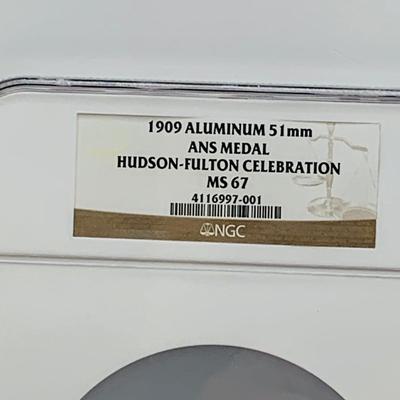 1909 ALUMINUM 51mm
ANS MEDAL
HUDSON-FULTON CELEBRATION
MS 67
4116997-001
NGC